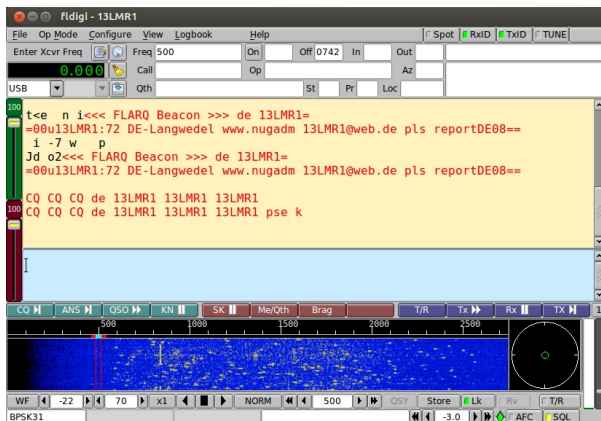 fldigi - 13LMR1
File Op Mode Configure View Logbook Help Spot RxID TxID TUNE
Enter Xcvr Freq Freq 500 On Off 0742 In Out
0.000 Call Op Az
USB Qth St Pr Loc
100
t<e n i<<< FLARQ Beacon >>> de 13LMR1=
=00u13LMR1:72 DE-Langwedel www.nugadm 13LMR1@web.de pls reportDE08==
i -7 w p
Jd o2<<< FLARQ Beacon >>> de 13LMR1=
=00u13LMR1:72 DE-Langwedel www.nugadm 13LMR1@web.de pls reportDE08==
CQ CQ CQ de 13LMR1 13LMR1 13LMR1
100
CQ CQ CQ de 13LMR1 13LMR1 13LMR1 pse k
CQ ANS QSO KN SK Me/Qth Brag T/R Tx Rx TX 1
500 1000 1500 2000 2500
WF -22 70 x1 NORM 500 QSY Store Lk Rv T/R
BPSK31 -3.0 AFC SQL